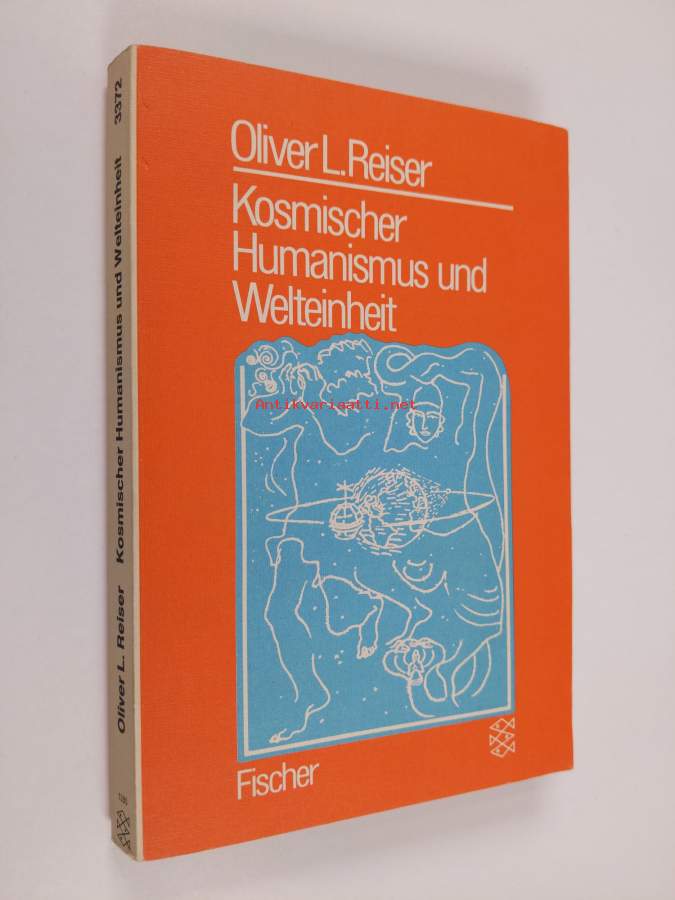 Oliver L. Reiser
Kosmischer
Humanismus und
Welteinheit
Antikvariaatti.net
Fischer
Oliver L. Reiser Kosmischer Humanismus und Welteinheit 3372